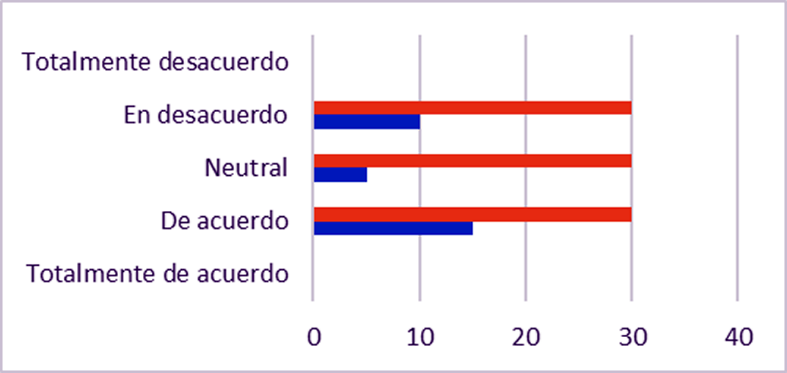 Totalmente desacuerdo
En desacuerdo
Neutral
De acuerdo
Totalmente de acuerdo
0 10 20 30 40